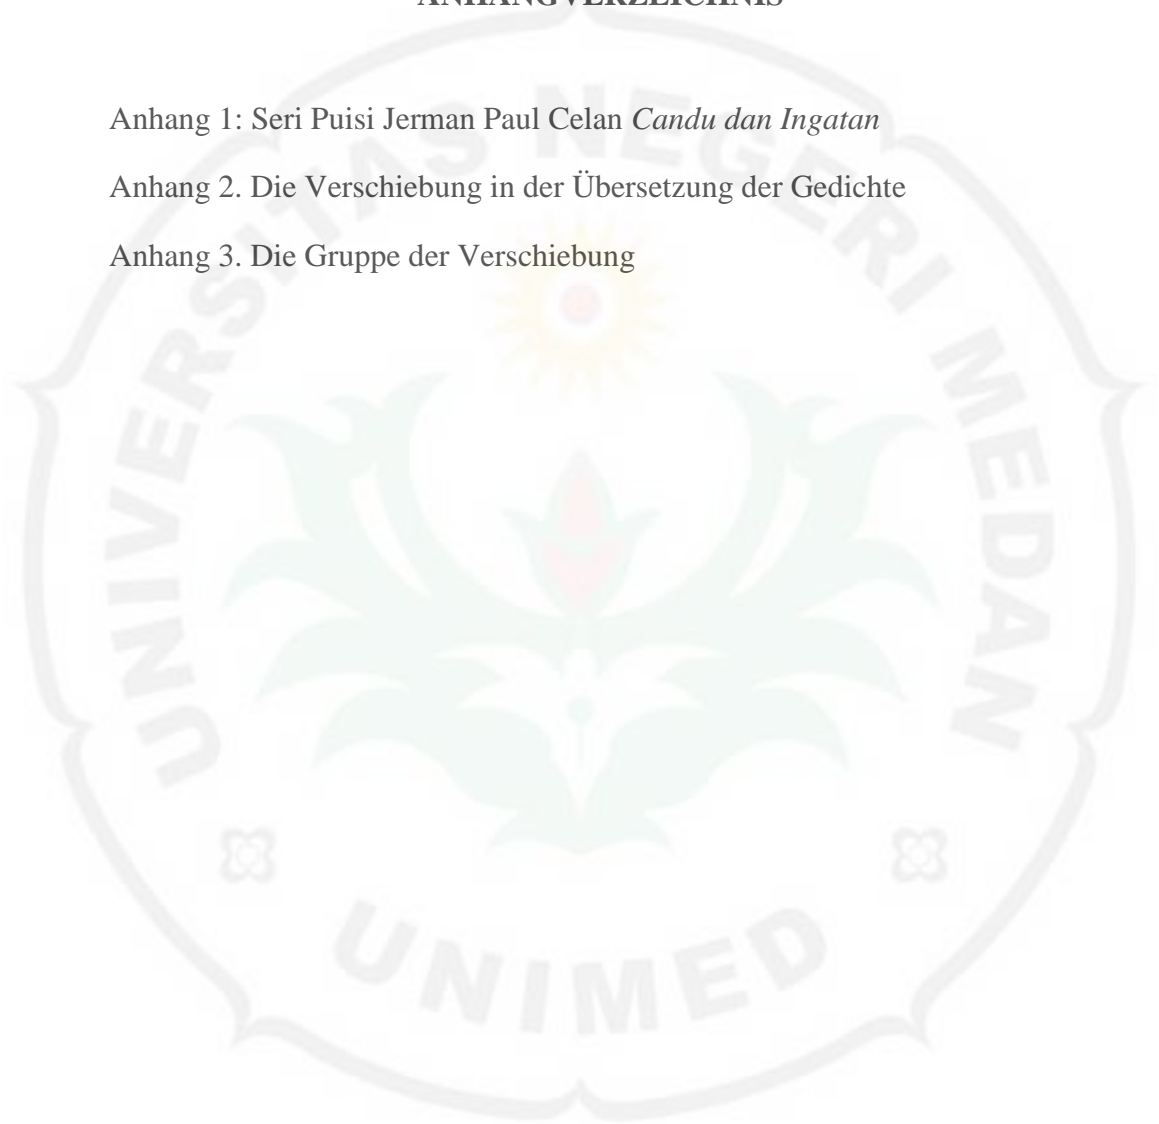 ANHANGVERZEICHNIS
Anhang 1: Seri Puisi Jerman Paul Celan Candu dan Ingatan
Anhang 2. Die Verschiebung in der Übersetzung der Gedichte
Anhang 3. Die Gruppe der Verschiebung
UNIVERSITAS NEGERI MEDAN
UNIMED